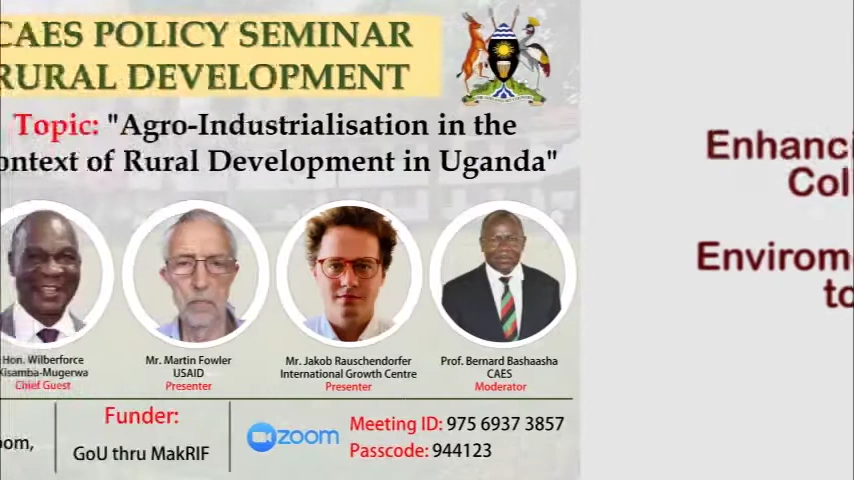 CAES POLICY SEMINAR
RURAL DEVELOPMENT
Topic: "Agro-Industrialisation in the
ontext of Rural Development in Uganda"
Hon. Wilberforce
Kisamba-Mugerwa
Chief Guest
Mr. Martin Fowler
USAID
Presenter
Mr. Jakob Rauschendorfer
International Growth Centre
Presenter
Prof. Bernard Bashaasha
CAES
Moderator
oom,
Funder:
GoU thru MakRIF
zoom
Meeting ID: 975 6937 3857
Passcode: 944123
Enhanci
Col
Envirom
to